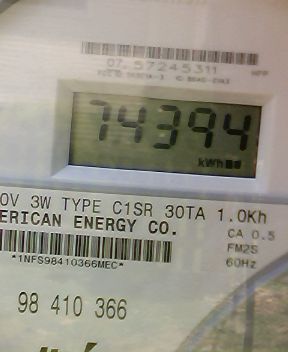 07.57245311
74394
kWh
0V 3W TYPE C1SR 30TA 1.0Kh
ERICAN ENERGY CO.
CA 0.5
FM2S
60Hz
*1NFS98410366MEC*
98 410 366